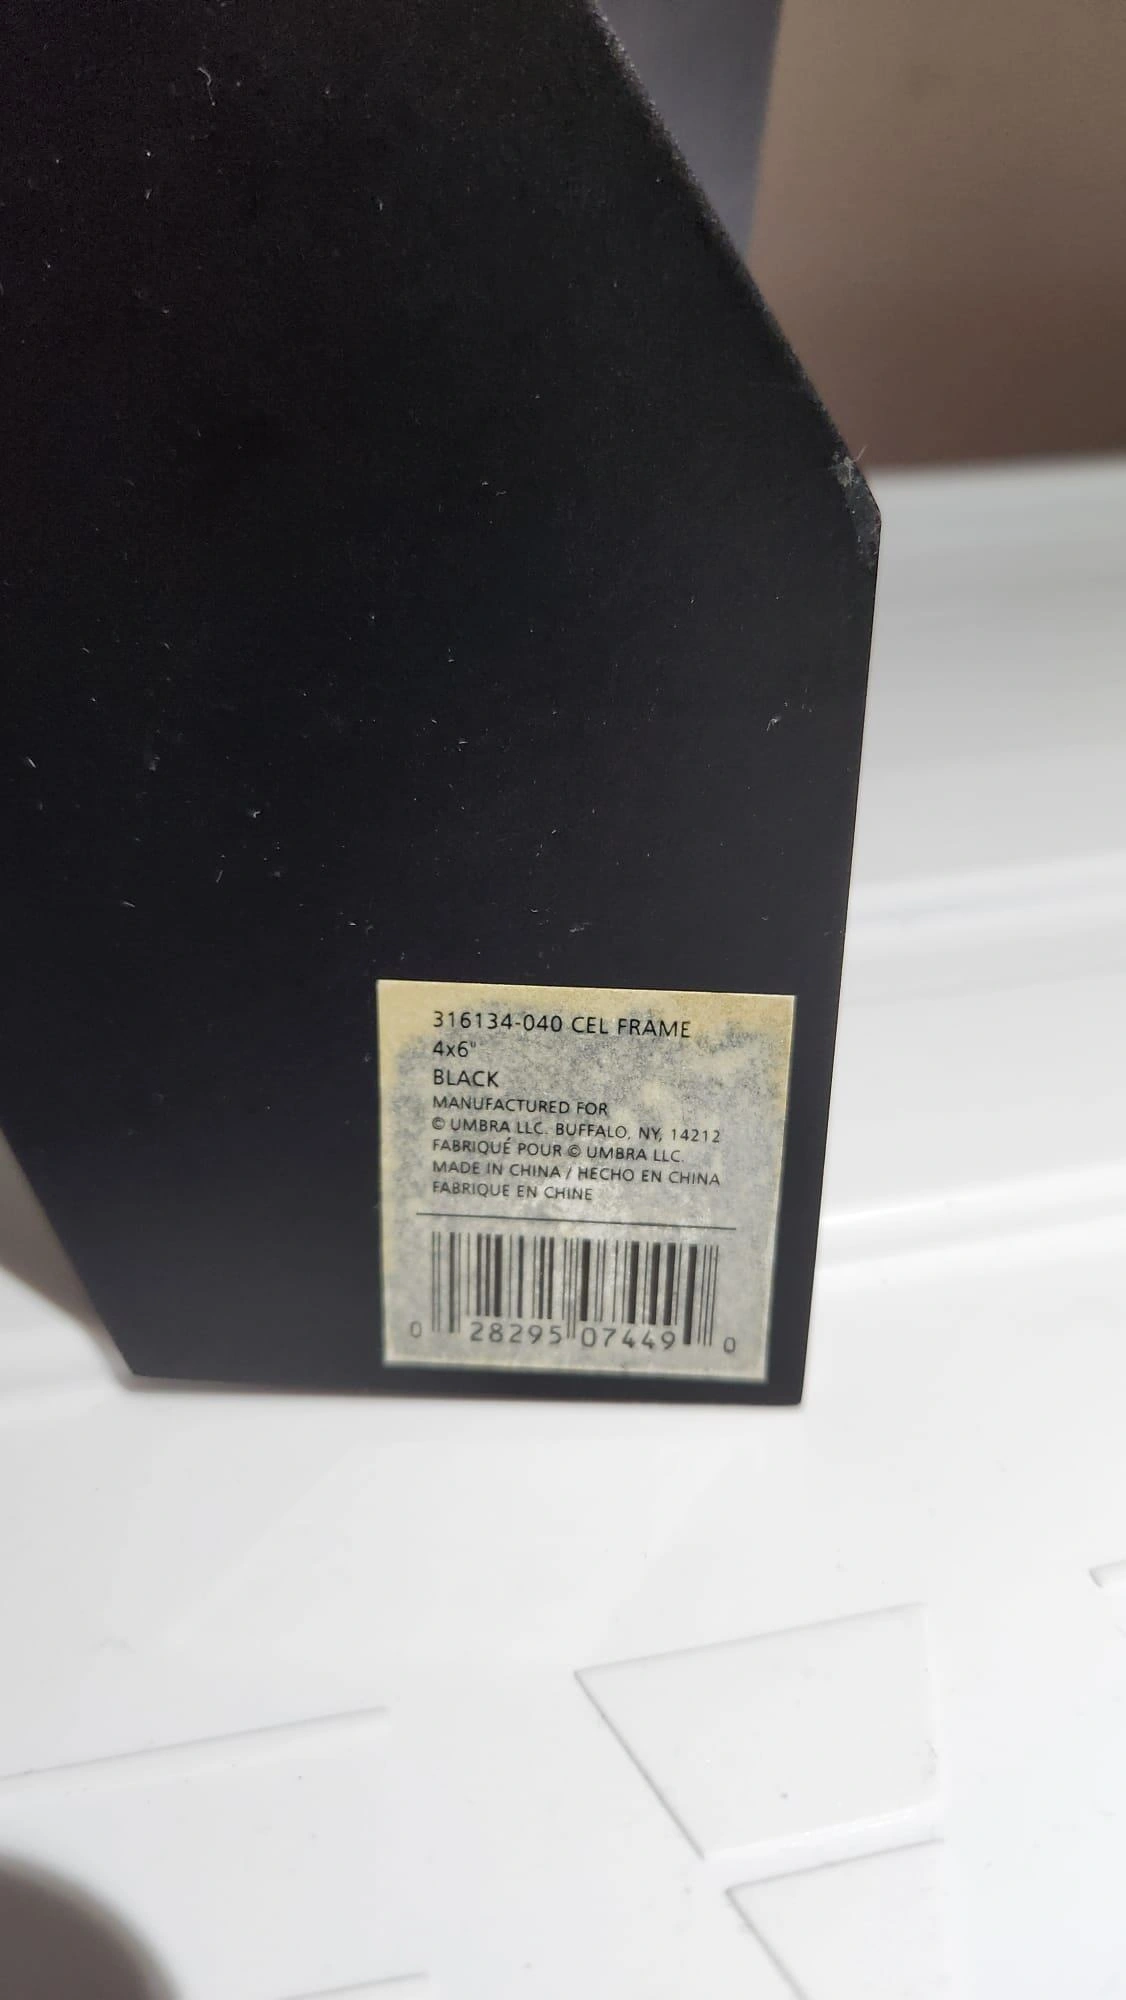 316134-040 CEL FRAME
4x6"
BLACK
MANUFACTURED FOR
© UMBRA LLC. BUFFALO, NY, 14212
FABRIQUÉ POUR © UMBRA LLC.
MADE IN CHINA / HECHO EN CHINA
FABRIQUE EN CHINE
0 28295 07449 0